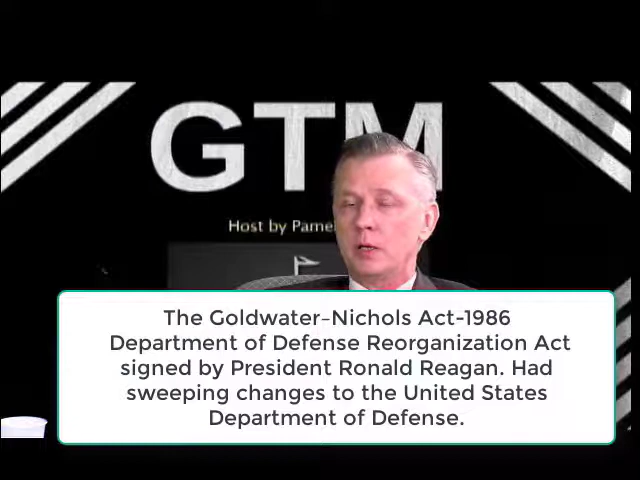 GTM
Host by Pame
The Goldwater–Nichols Act-1986
Department of Defense Reorganization Act
signed by President Ronald Reagan. Had
sweeping changes to the United States
Department of Defense.